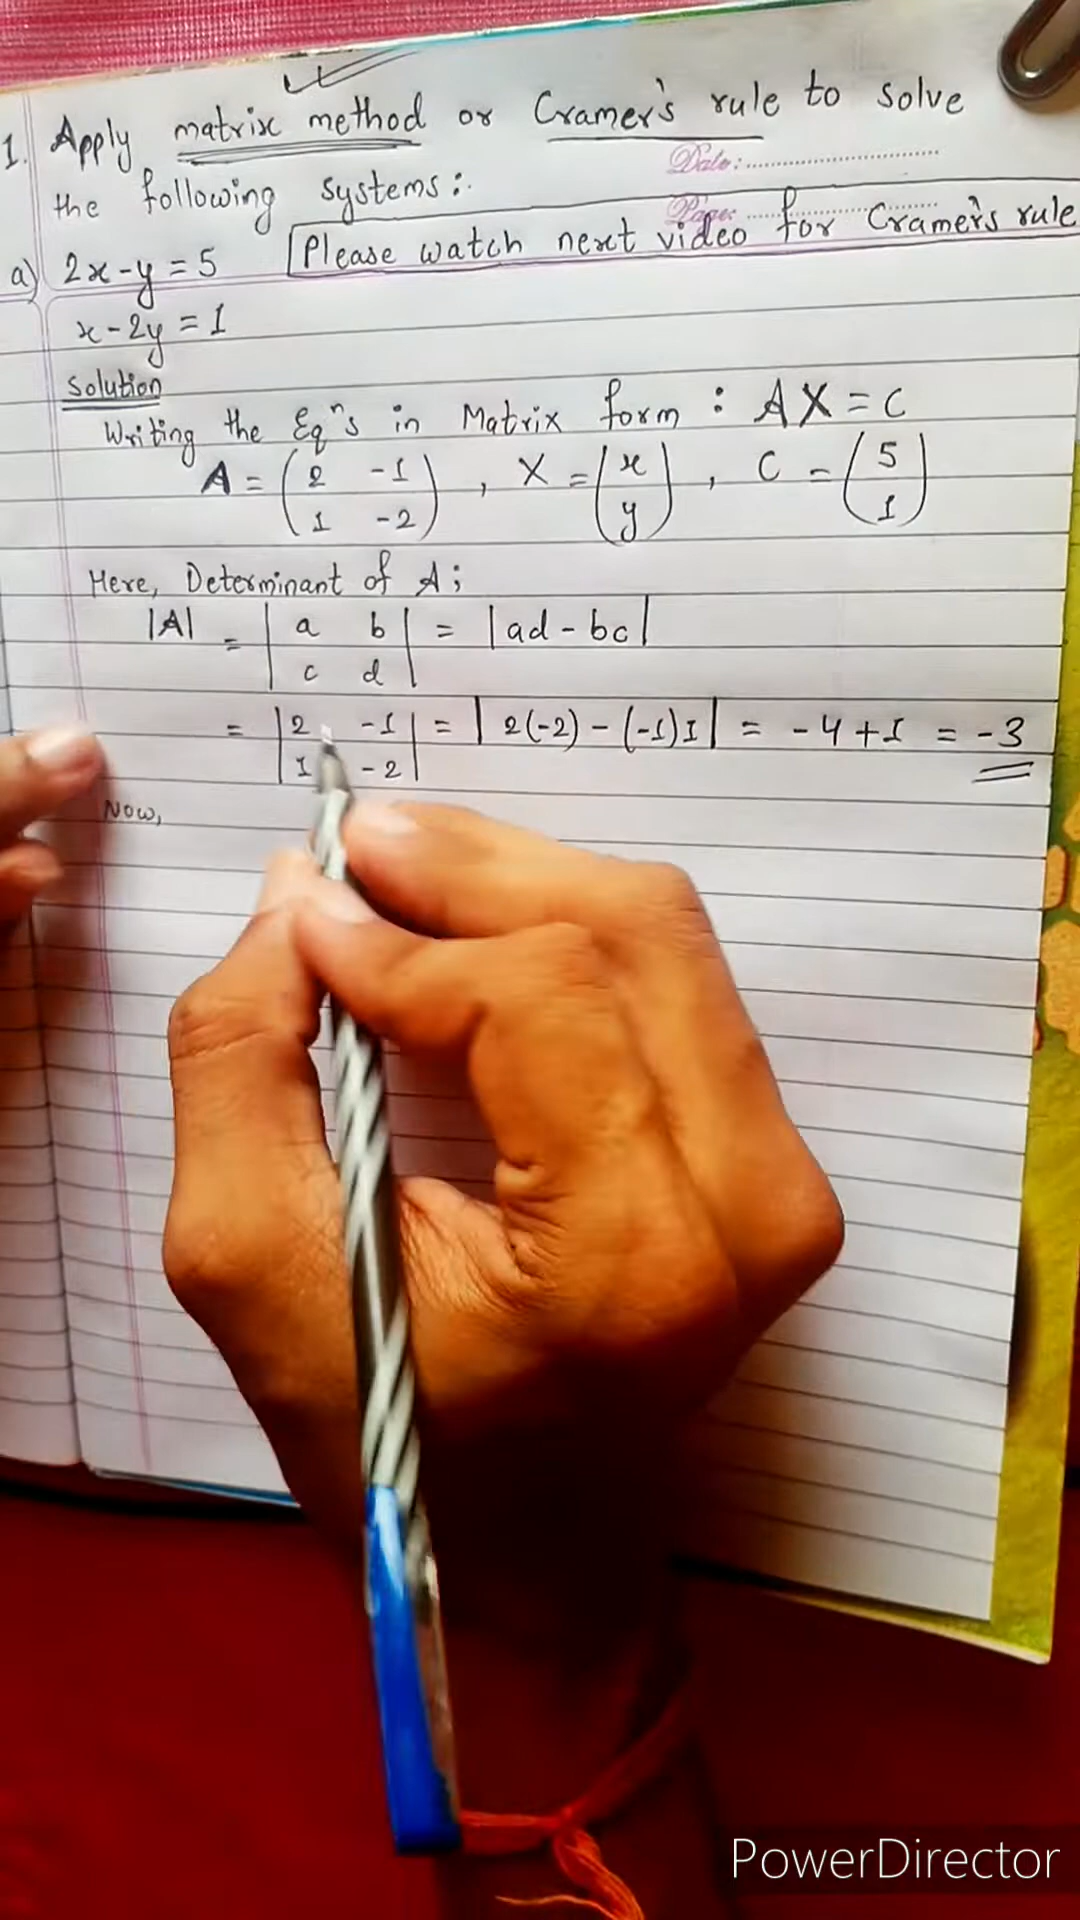 1. Apply matrix method or Cramer's rule to solve
Date:
the following systems:
Page:
Please watch next video for Cramer's rule
a) 2x - y = 5
x - 2y = 1
Solution
Writing the Eqⁿ's in Matrix form : AX = C
A = (2 -1 , X = (x , C = (5
1 -2) y) 1)
Here, Determinant of A;
|A| = |a b| = |ad - bc|
|c d|
= |2 -1| = |2(-2) - (-1)1| = -4 + 1 = -3
|1 -2|
Now,
PowerDirector